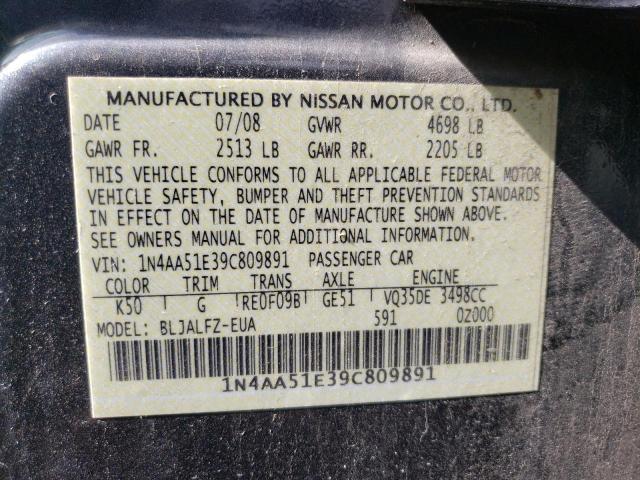 MANUFACTURED BY NISSAN MOTOR CO., LTD.
DATE 07/08 GVWR 4698 LB
GAWR FR. 2513 LB GAWR RR. 2205 LB
THIS VEHICLE CONFORMS TO ALL APPLICABLE FEDERAL MOTOR
VEHICLE SAFETY, BUMPER AND THEFT PREVENTION STANDARDS
IN EFFECT ON THE DATE OF MANUFACTURE SHOWN ABOVE.
SEE OWNERS MANUAL FOR ADDITIONAL INFORMATION.
VIN: 1N4AA51E39C809891 PASSENGER CAR
COLOR TRIM TRANS AXLE ENGINE
K50 G RE0F09B GE51 VQ35DE 3498CC
MODEL: BLJALFZ-EUA 591 0Z000
1N4AA51E39C809891